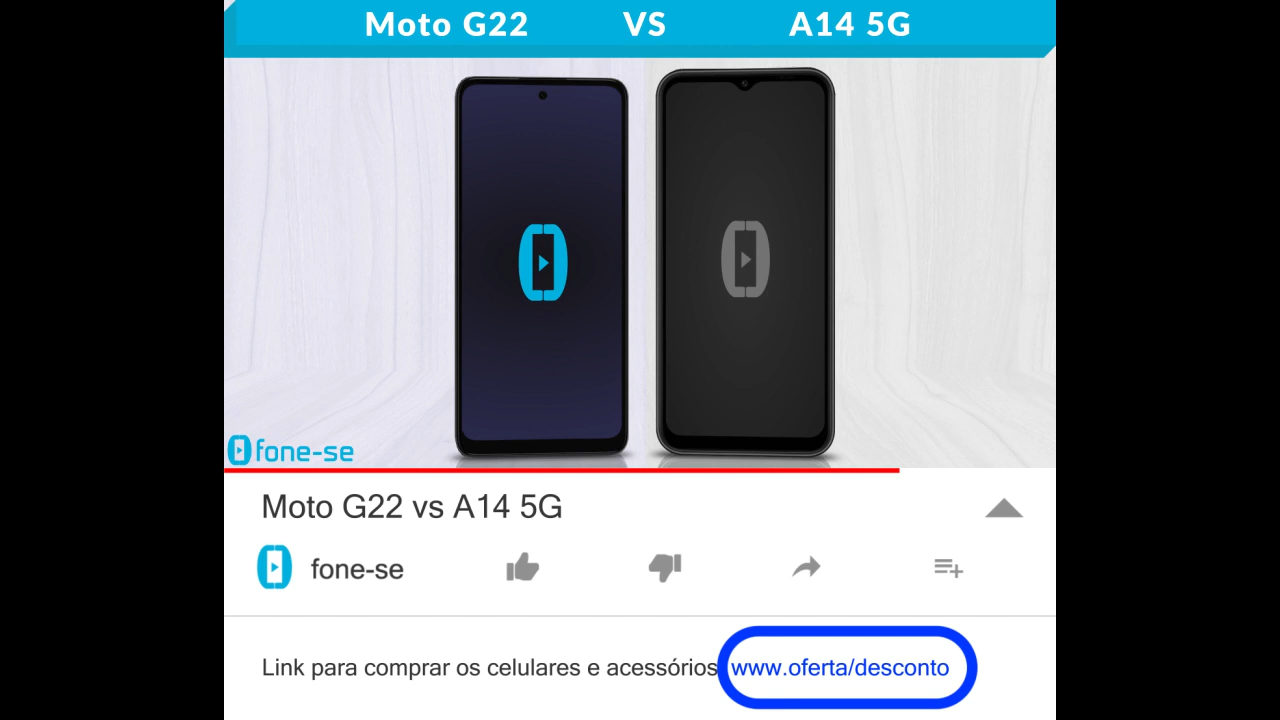 Moto G22 VS A14 5G
fone-se
Moto G22 vs A14 5G
fone-se
Link para comprar os celulares e acessórios www.oferta/desconto